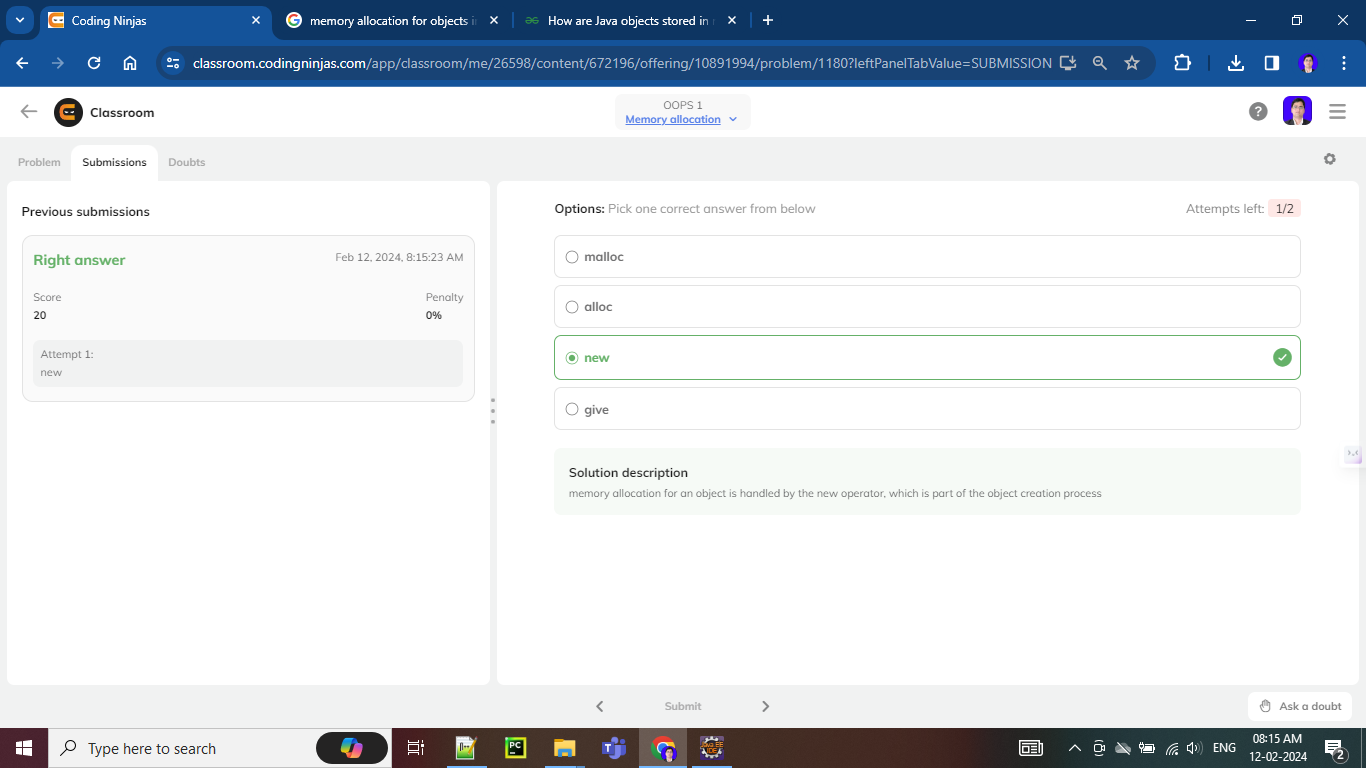 Coding Ninjas
memory allocation for objects i
How are Java objects stored in
classroom.codingninjas.com/app/classroom/me/26598/content/672196/offering/10891994/problem/1180?leftPanelTabValue=SUBMISSION
Classroom
OOPS 1
Memory allocation
Problem
Submissions
Doubts
Previous submissions
Right answer
Feb 12, 2024, 8:15:23 AM
Score
Penalty
20
0%
Attempt 1:
new
Options: Pick one correct answer from below
Attempts left: 1/2
malloc
alloc
new
give
Solution description
memory allocation for an object is handled by the new operator, which is part of the object creation process
Submit
Ask a doubt
Type here to search
PC
ENG
08:15 AM
12-02-2024
2